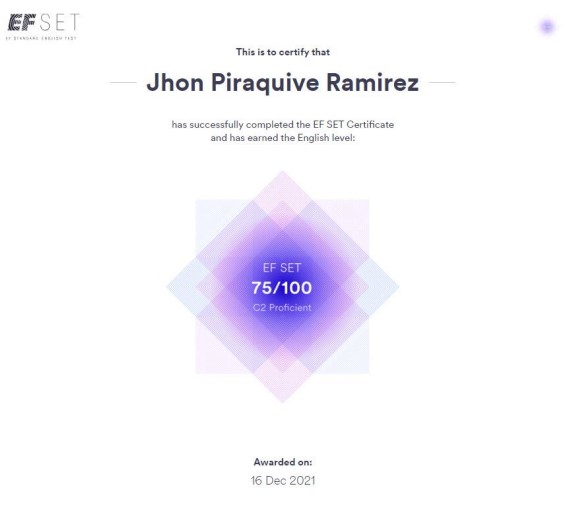 EF SET
EF STANDARD ENGLISH TEST
This is to certify that
Jhon Piraquive Ramirez
has successfully completed the EF SET Certificate
and has earned the English level:
EF SET
75/100
C2 Proficient
Awarded on:
16 Dec 2021